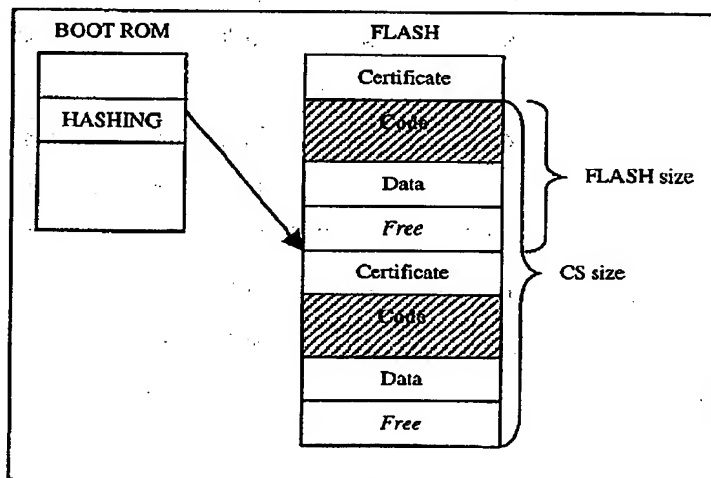 BOOT ROM
FLASH
HASHING
Certificate
Code
Data
Free
Certificate
Code
Data
Free
FLASH size
CS size